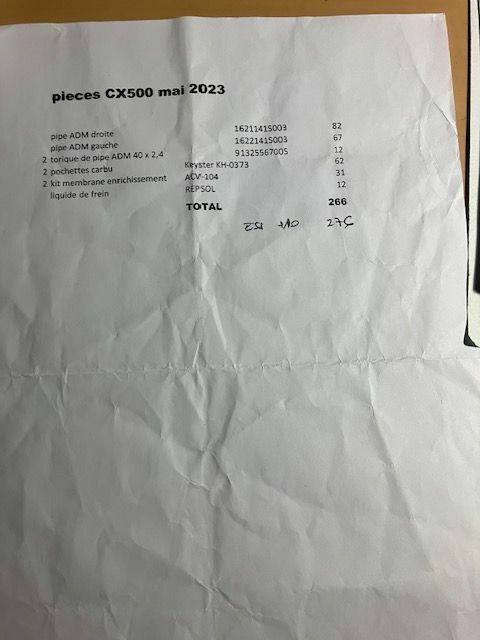 pieces CX500 mai 2023
pipe ADM droite 16211415003 82
pipe ADM gauche 16221415003 67
2 torique de pipe ADM 40 x 2,4 91325567005 12
2 pochettes carbu Keyster KH-0373 62
2 kit membrane enrichissement ACV-104 31
liquide de frein REPSOL 12
TOTAL 266